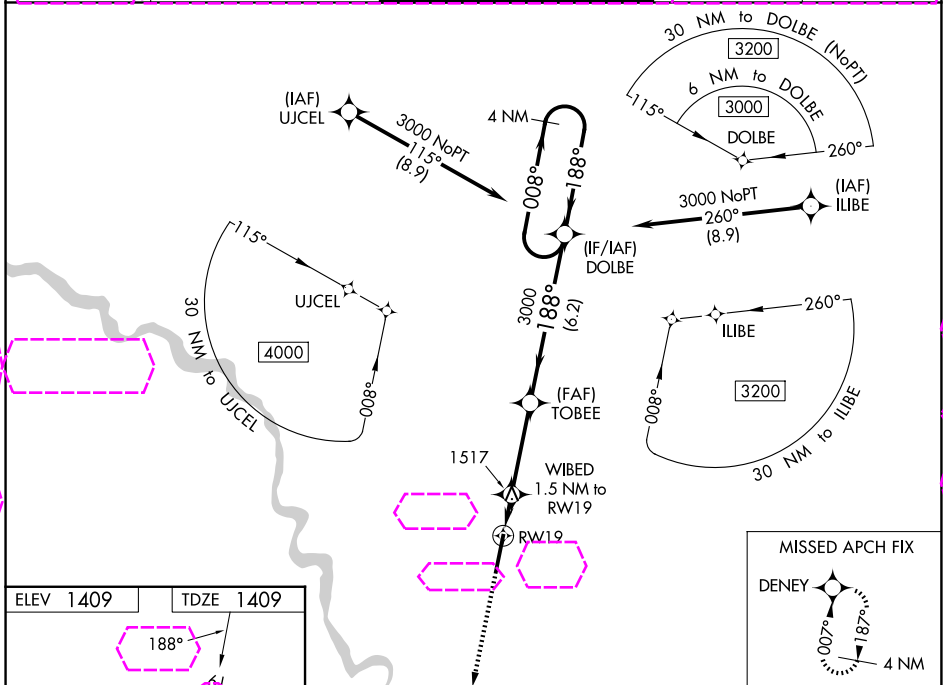 30 NM to DOLBE (NoPT)
3200
6 NM to DOLBE
3000
115°
DOLBE
260°
(IAF)
UJCEL
3000 NoPT
115°
(8.9)
4 NM
008°
188°
3000 NoPT
260°
(8.9)
(IAF)
ILIBE
(IF/IAF)
DOLBE
115°
UJCEL
4000
30 NM to UJCEL
008°
3000
188°
(6.2)
260°
ILIBE
3200
008°
30 NM to ILIBE
(FAF)
TOBEE
1517
WIBED
1.5 NM to
RW19
RW19
MISSED APCH FIX
DENEY
007°
187°
4 NM
ELEV 1409
TDZE 1409
188°